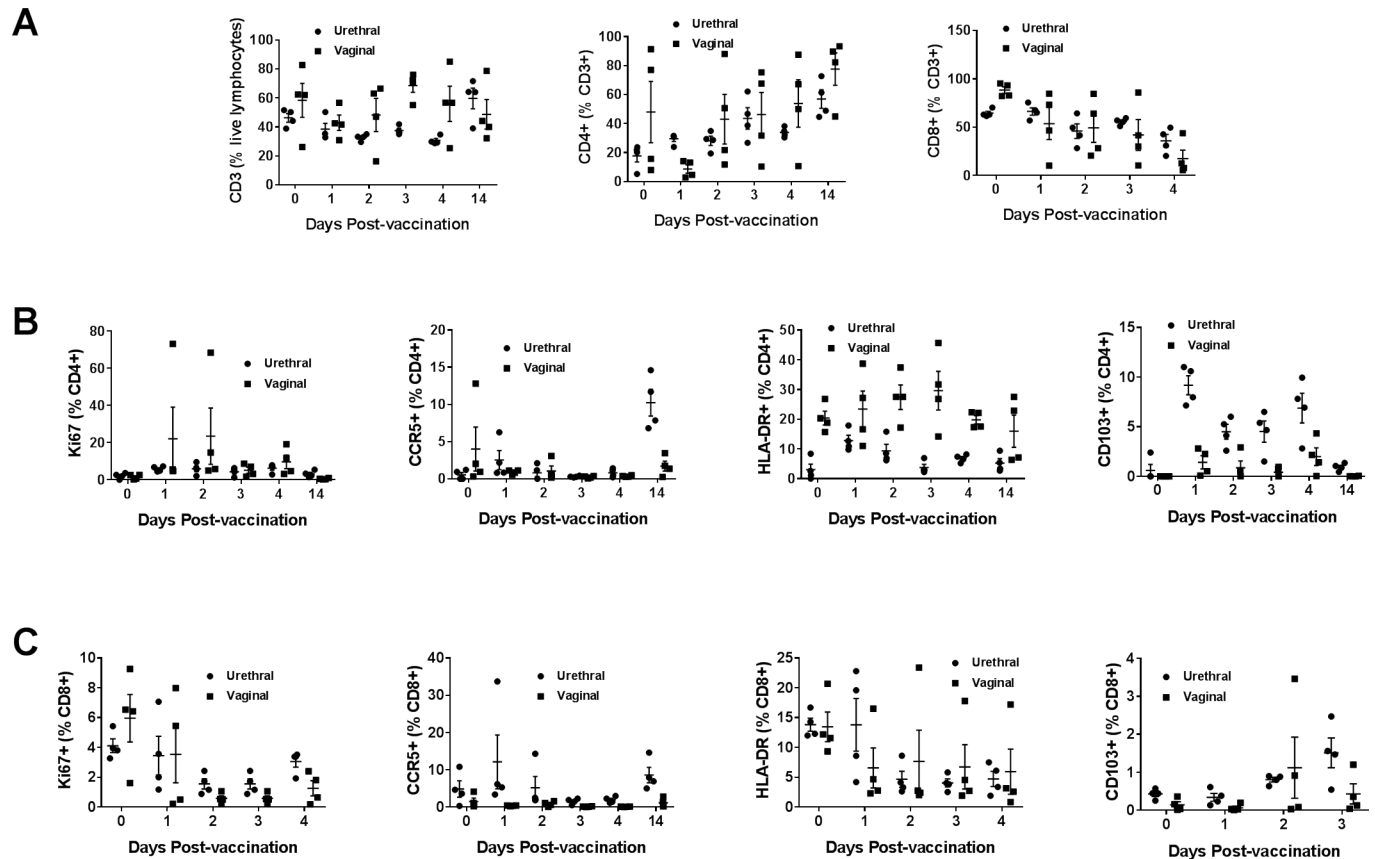 A
CD3 (% live lymphocytes)
100
80
60
40
20
0
Urethral
Vaginal
0 1 2 3 4 14
Days Post-vaccination
CD4+ (% CD3+)
100
80
60
40
20
0
Urethral
Vaginal
0 1 2 3 4 14
Days Post-vaccination
CD8+ (% CD3+)
150
100
50
0
Urethral
Vaginal
0 1 2 3 4
Days Post-vaccination
B
Ki67 (% CD4+)
80
60
40
20
0
Urethral
Vaginal
0 1 2 3 4 14
Days Post-vaccination
CCR5+ (% CD4+)
20
15
10
5
0
Urethral
Vaginal
0 1 2 3 4 14
Days Post-vaccination
HLA-DR+ (% CD4+)
50
40
30
20
10
0
Urethral
Vaginal
0 1 2 3 4 14
Days Post-vaccination
CD103+ (% CD4+)
15
10
5
0
Urethral
Vaginal
0 1 2 3 4 14
Days Post-vaccination
C
Ki67+ (% CD8+)
10
8
6
4
2
0
Urethral
Vaginal
0 1 2 3 4
Days Post-vaccination
CCR5+ (% CD8+)
40
30
20
10
0
Urethral
Vaginal
0 1 2 3 4 14
Days Post-vaccination
HLA-DR (% CD8+)
25
20
15
10
5
0
Urethral
Vaginal
0 1 2 3 4
Days Post-vaccination
CD103+ (% CD8+)
4
3
2
1
0
Urethral
Vaginal
0 1 2 3
Days Post-vaccination